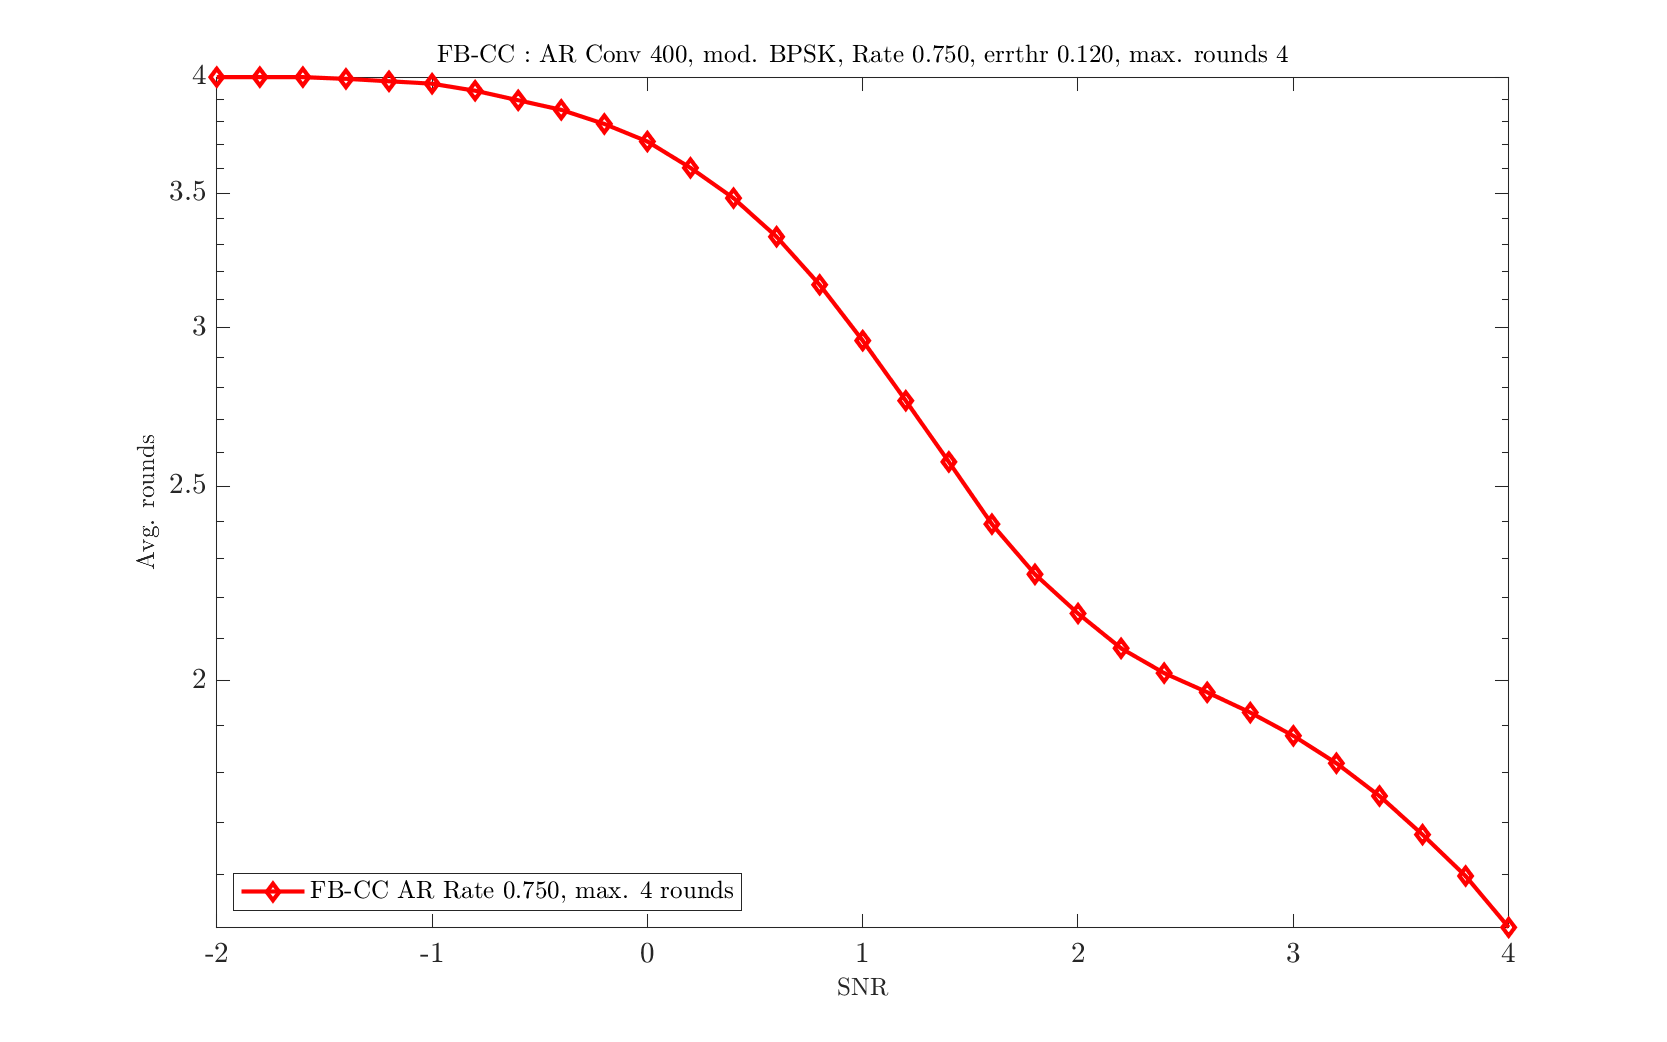 FB-CC : AR Conv 400, mod. BPSK, Rate 0.750, errthr 0.120, max. rounds 4
4
3.5
3
2.5
2
Avg. rounds
FB-CC AR Rate 0.750, max. 4 rounds
-2 -1 0 1 2 3 4
SNR